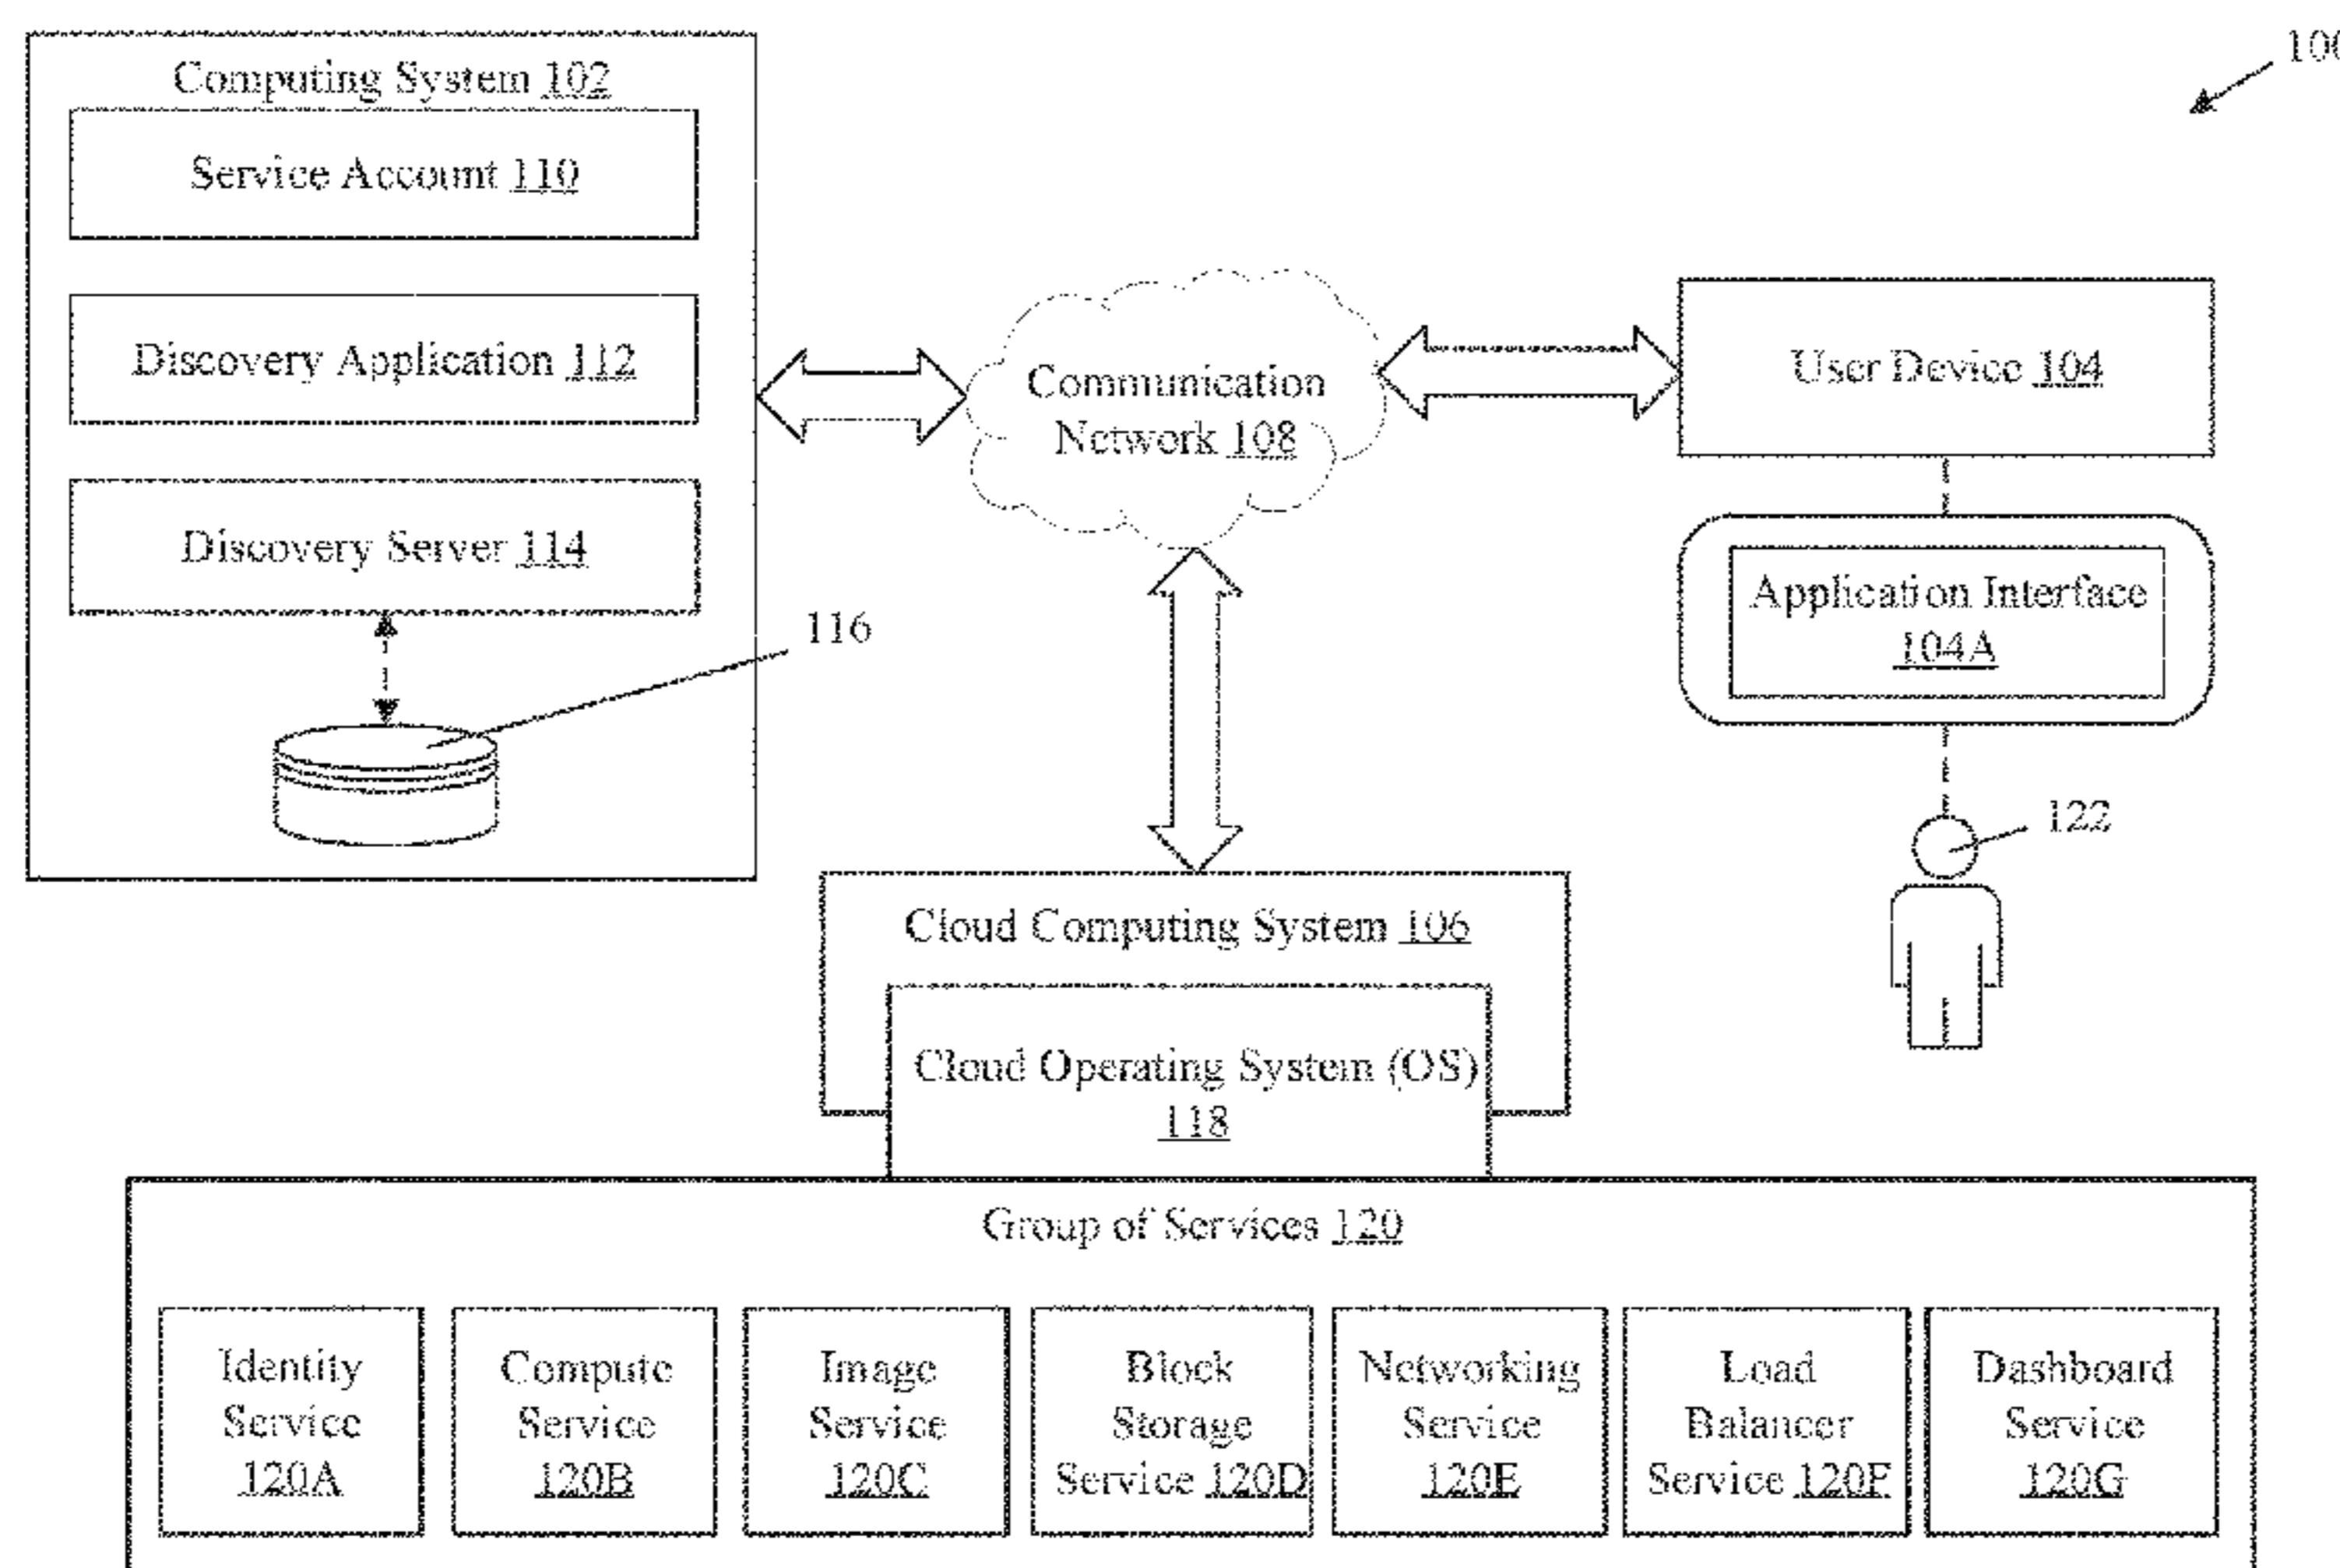 100
Computing System 102
Service Account 110
Discovery Application 112
Discovery Server 114
116
Communication
Network 108
User Device 104
Application Interface
104A
122
Cloud Computing System 106
Cloud Operating System (OS)
118
Group of Services 120
Identity
Service
120A
Compute
Service
120B
Image
Service
120C
Block
Storage
Service 120D
Networking
Service
120E
Load
Balancer
Service 120F
Dashboard
Service
120G